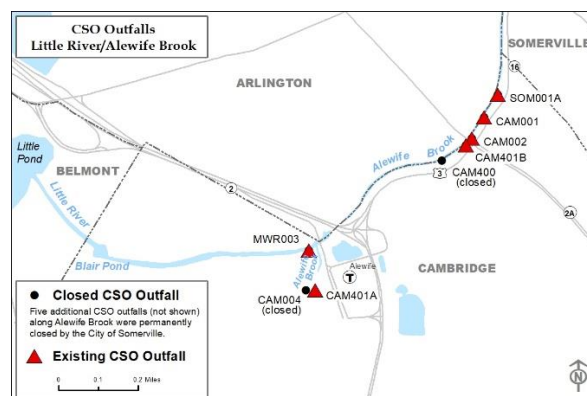 CSO Outfalls
Little River/Alewife Brook
SOMERVILLE
16
ARLINGTON
SOM001A
CAM001
CAM002
CAM401B
Alewife Brook
CAM400
(closed)
3
Little
Pond
BELMONT
2
2A
Little River
MWR003
Alewife
Brook
Alewife
T
CAMBRIDGE
Blair Pond
CAM004
(closed)
CAM401A
Closed CSO Outfall
Five additional CSO outfalls (not shown)
along Alewife Brook were permanently
closed by the City of Somerville.
Existing CSO Outfall
0 0.1 0.2 Miles
N